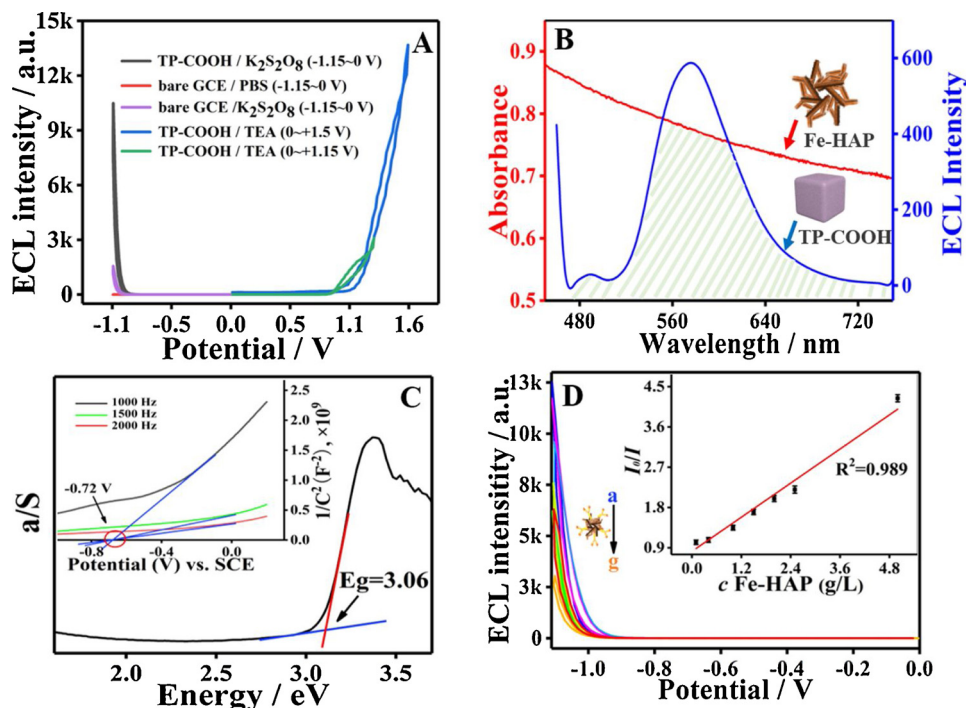 A
ECL intensity / a.u.
15k
12k
9k
6k
3k
0
TP-COOH / K2S2O8 (-1.15~0 V)
bare GCE / PBS (-1.15~0 V)
bare GCE /K2S2O8 (-1.15~0 V)
TP-COOH / TEA (0~+1.5 V)
TP-COOH / TEA (0~+1.15 V)
-1.1 -0.5 0.0 0.5 1.1 1.6
Potential / V
B
Absorbance
0.9
0.8
0.7
0.6
0.5
Fe-HAP
TP-COOH
600
400
200
0
ECL Intensity
480 560 640 720
Wavelength / nm
C
a/S
1000 Hz
1500 Hz
2000 Hz
-0.72 V
2.5
2.0
1.5
1.0
0.5
0.0
1/C² (F⁻²), ×10⁹
-0.8 0.0
Potential (V) vs. SCE
Eg=3.06
2.0 2.5 3.0 3.5
Energy / eV
D
ECL intensitity / a.u.
13k
10k
8k
5k
3k
0
a
g
I0/I
4.5
3.6
2.7
1.8
0.9
R²=0.989
0.0 1.2 2.4 3.6 4.8
c Fe-HAP (g/L)
-1.0 -0.8 -0.6 -0.4 -0.2 0.0
Potential / V